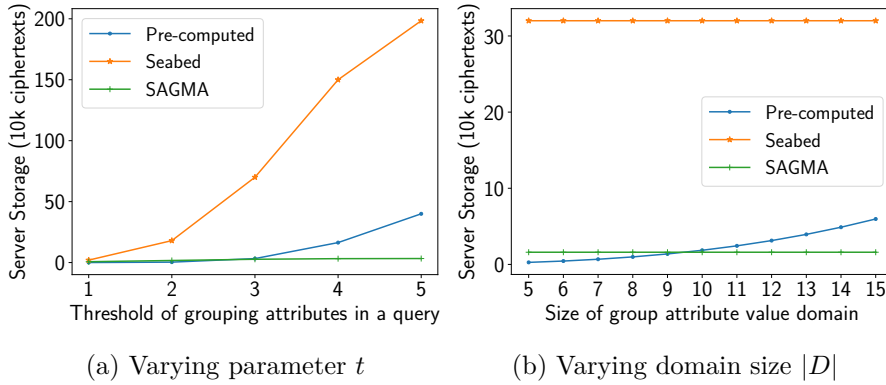 Server Storage (10k ciphertexts)
200
150
100
50
0
Pre-computed
Seabed
SAGMA
1 2 3 4 5
Threshold of grouping attributes in a query
(a) Varying parameter t
Server Storage (10k ciphertexts)
30
20
10
0
Pre-computed
Seabed
SAGMA
5 6 7 8 9 10 11 12 13 14 15
Size of group attribute value domain
(b) Varying domain size |D|